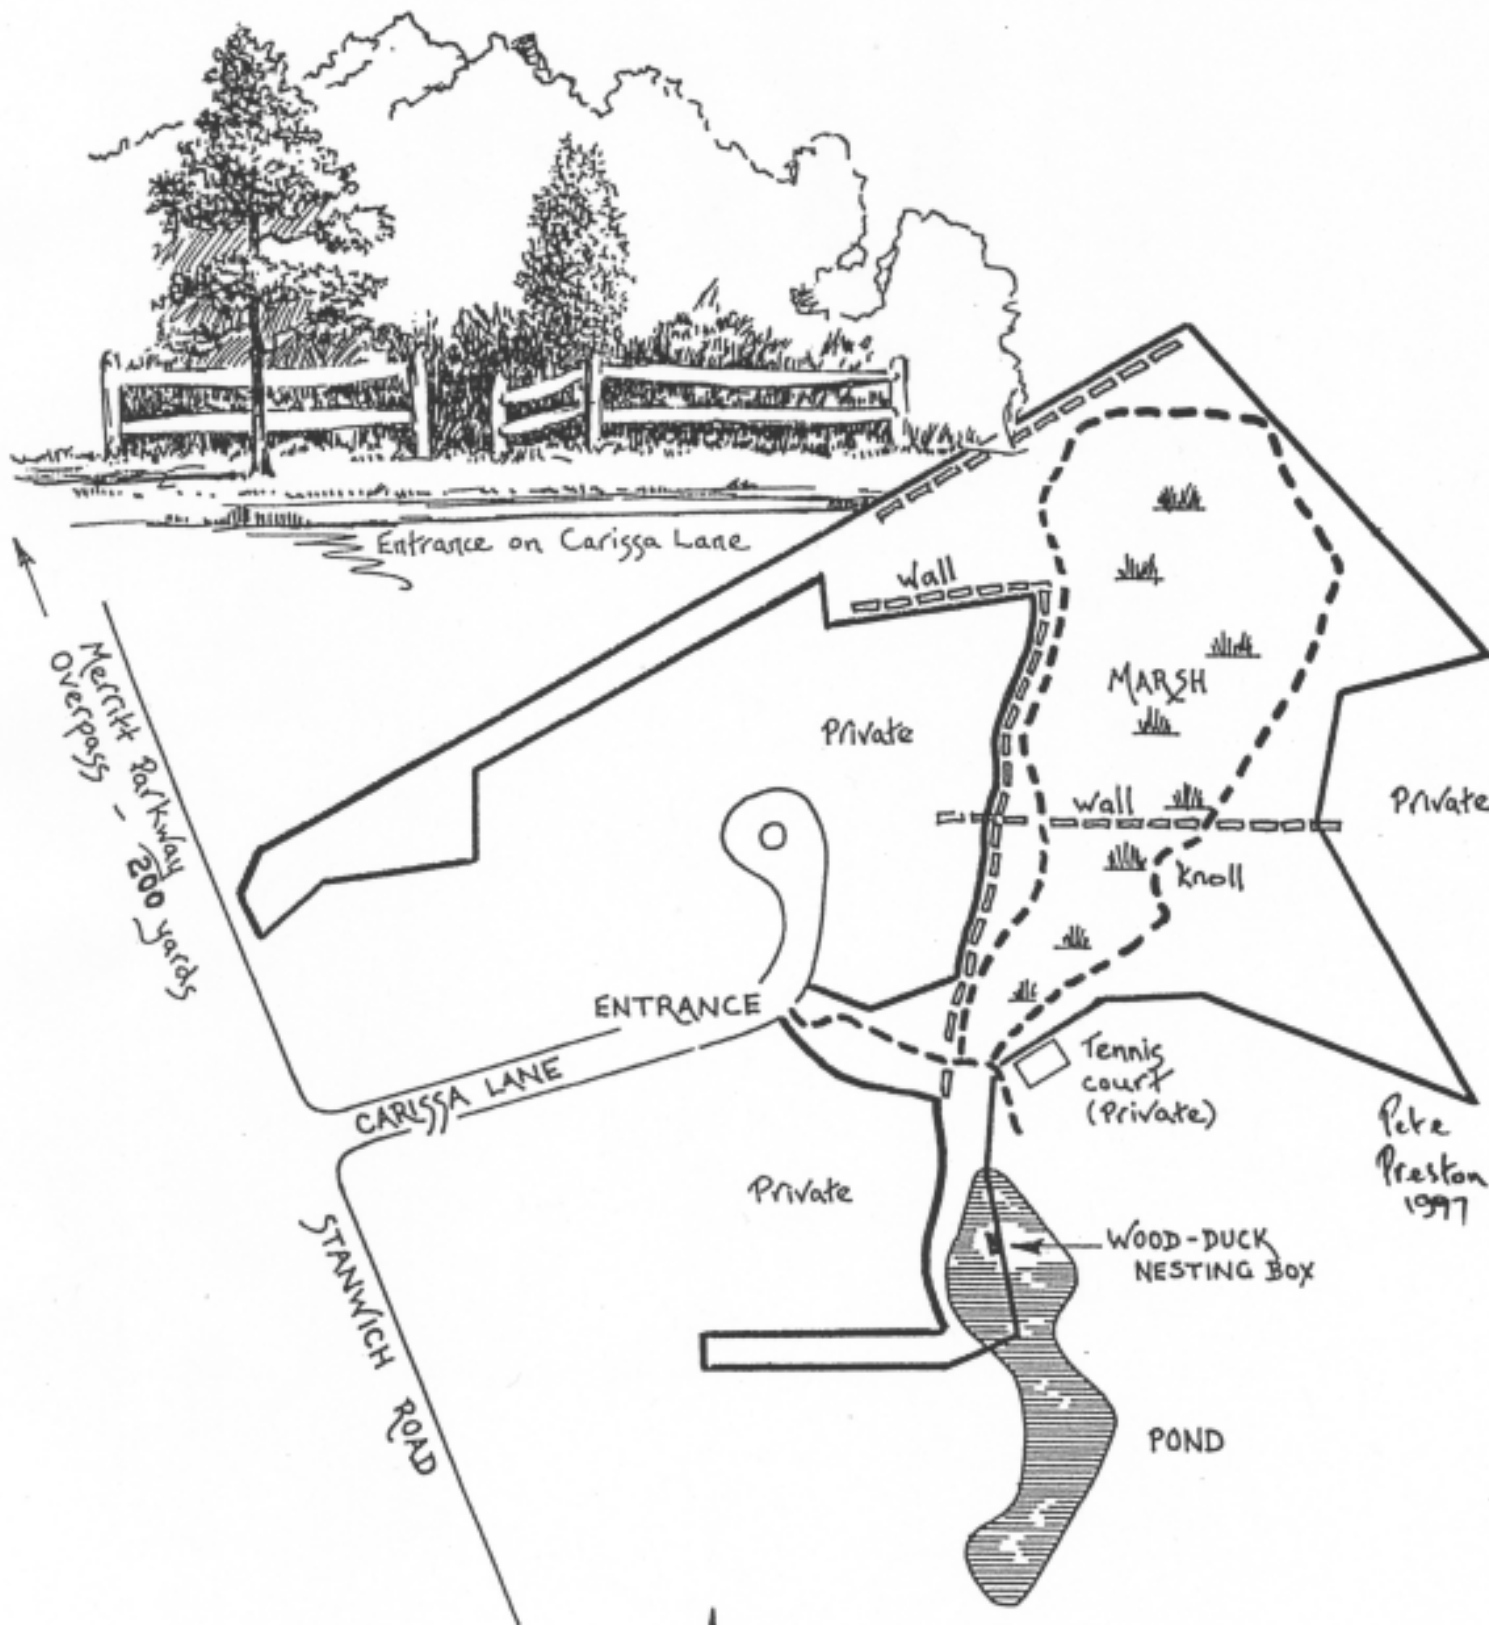 Entrance on Carissa Lane
Merritt Parkway
Overpass - 200 yards
Wall
MARSH
Private
Wall
Private
Knoll
ENTRANCE
CARISSA LANE
Tennis
court
(Private)
Pete
Preston
1997
Private
WOOD-DUCK
NESTING BOX
STANWICH ROAD
POND